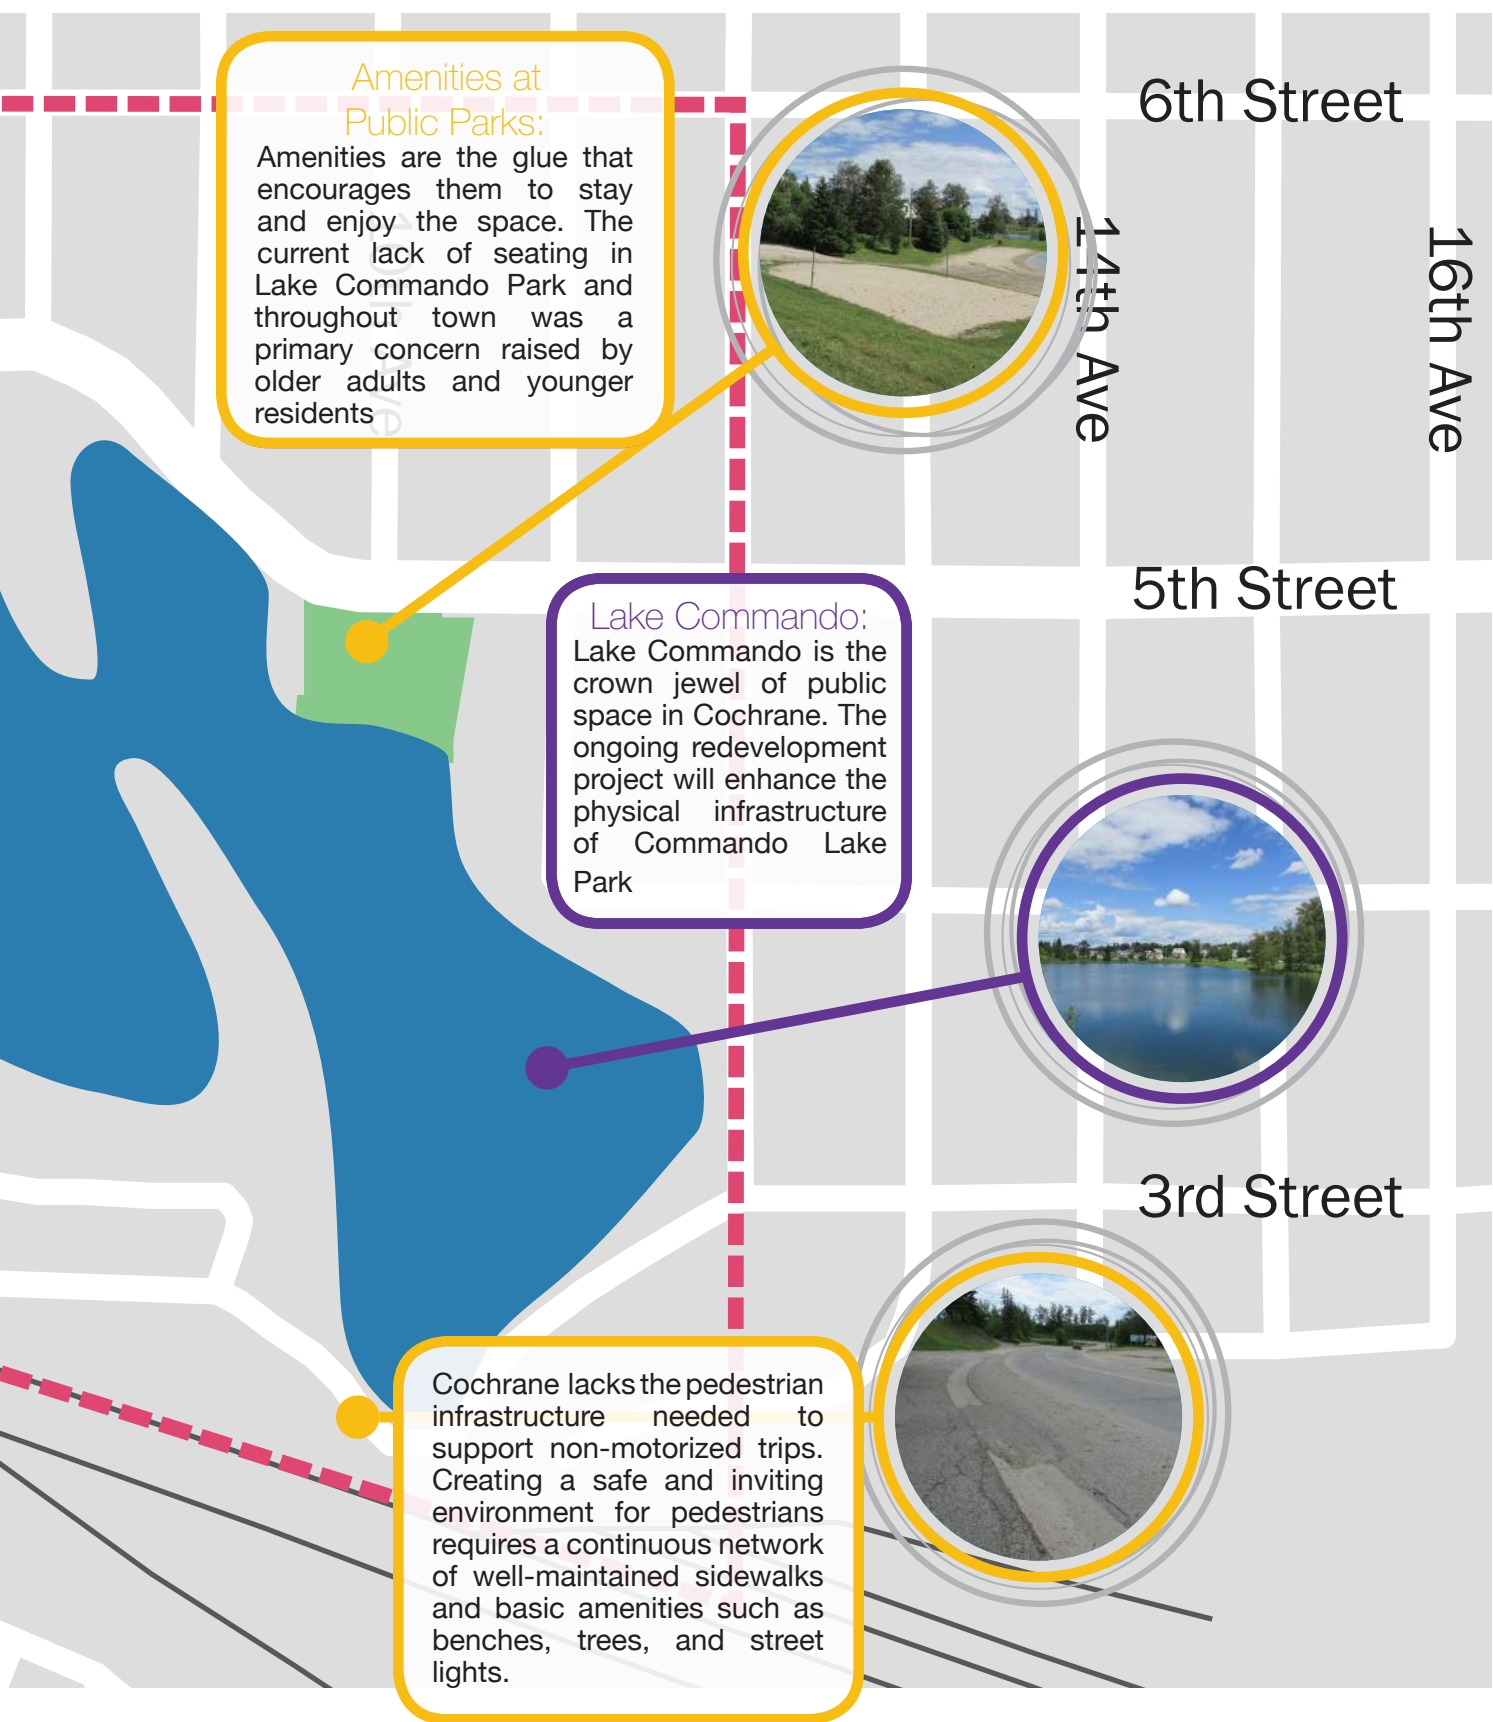 Amenities at
Public Parks:
Amenities are the glue that
encourages them to stay
and enjoy the space. The
current lack of seating in
Lake Commando Park and
throughout town was a
primary concern raised by
older adults and younger
residents
10th Ave
6th Street
14th Ave
16th Ave
5th Street
Lake Commando:
Lake Commando is the
crown jewel of public
space in Cochrane. The
ongoing redevelopment
project will enhance the
physical infrastructure
of Commando Lake
Park
3rd Street
Cochrane lacks the pedestrian
infrastructure needed to
support non-motorized trips.
Creating a safe and inviting
environment for pedestrians
requires a continuous network
of well-maintained sidewalks
and basic amenities such as
benches, trees, and street
lights.